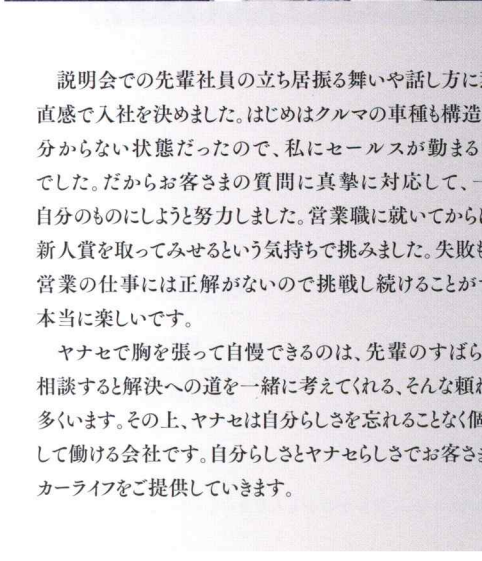 説明会での先輩社員の立ち居振る舞いや話し方に
直感で入社を決めました。はじめはクルマの車種も構造
分からない状態だったので、私にセールスが勤まる
でした。だからお客さまの質問に真摯に対応して、
自分のものにしようと努力しました。営業職に就いてから
新人賞を取ってみせるという気持ちで挑みました。失敗
営業の仕事には正解がないので挑戦し続けることが
本当に楽しいです。
ヤナセで胸を張って自慢できるのは、先輩のすばら
相談すると解決への道を一緒に考えてくれる、そんな頼
多くいます。その上、ヤナセは自分らしさを忘れることなく
して働ける会社です。自分らしさとヤナセらしさでお客さ
カーライフをご提供していきます。